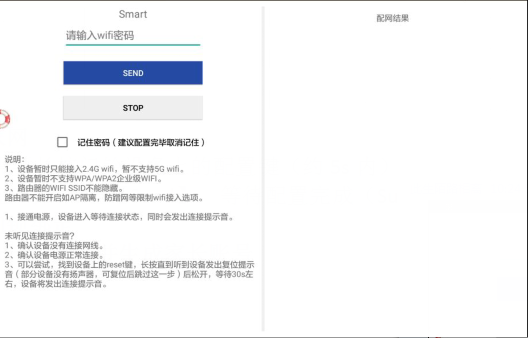 Smart
配网结果
请输入wifi密码
SEND
STOP
记住密码（建议配置完毕取消记住）
说明：
1、设备暂时只能接入2.4G wifi，暂不支持5G wifi。
2、设备暂时不支持WPA/WPA2企业级WIFI。
3、路由器的WIFI SSID不能隐藏。
路由器不能开启如AP隔离，防蹭网等限制wifi接入选项。
1、接通电源，设备进入等待连接状态，同时会发出连接提示音。
未听见连接提示音？
1、确认设备没有连接网线。
2、确认设备电源正常连接。
3、可以尝试，找到设备上的reset键，长按直到听到设备发出复位提示
音（部分设备没有扬声器，可复位后跳过这一步）后松开，等待30s左
右，设备将发出连接提示音。